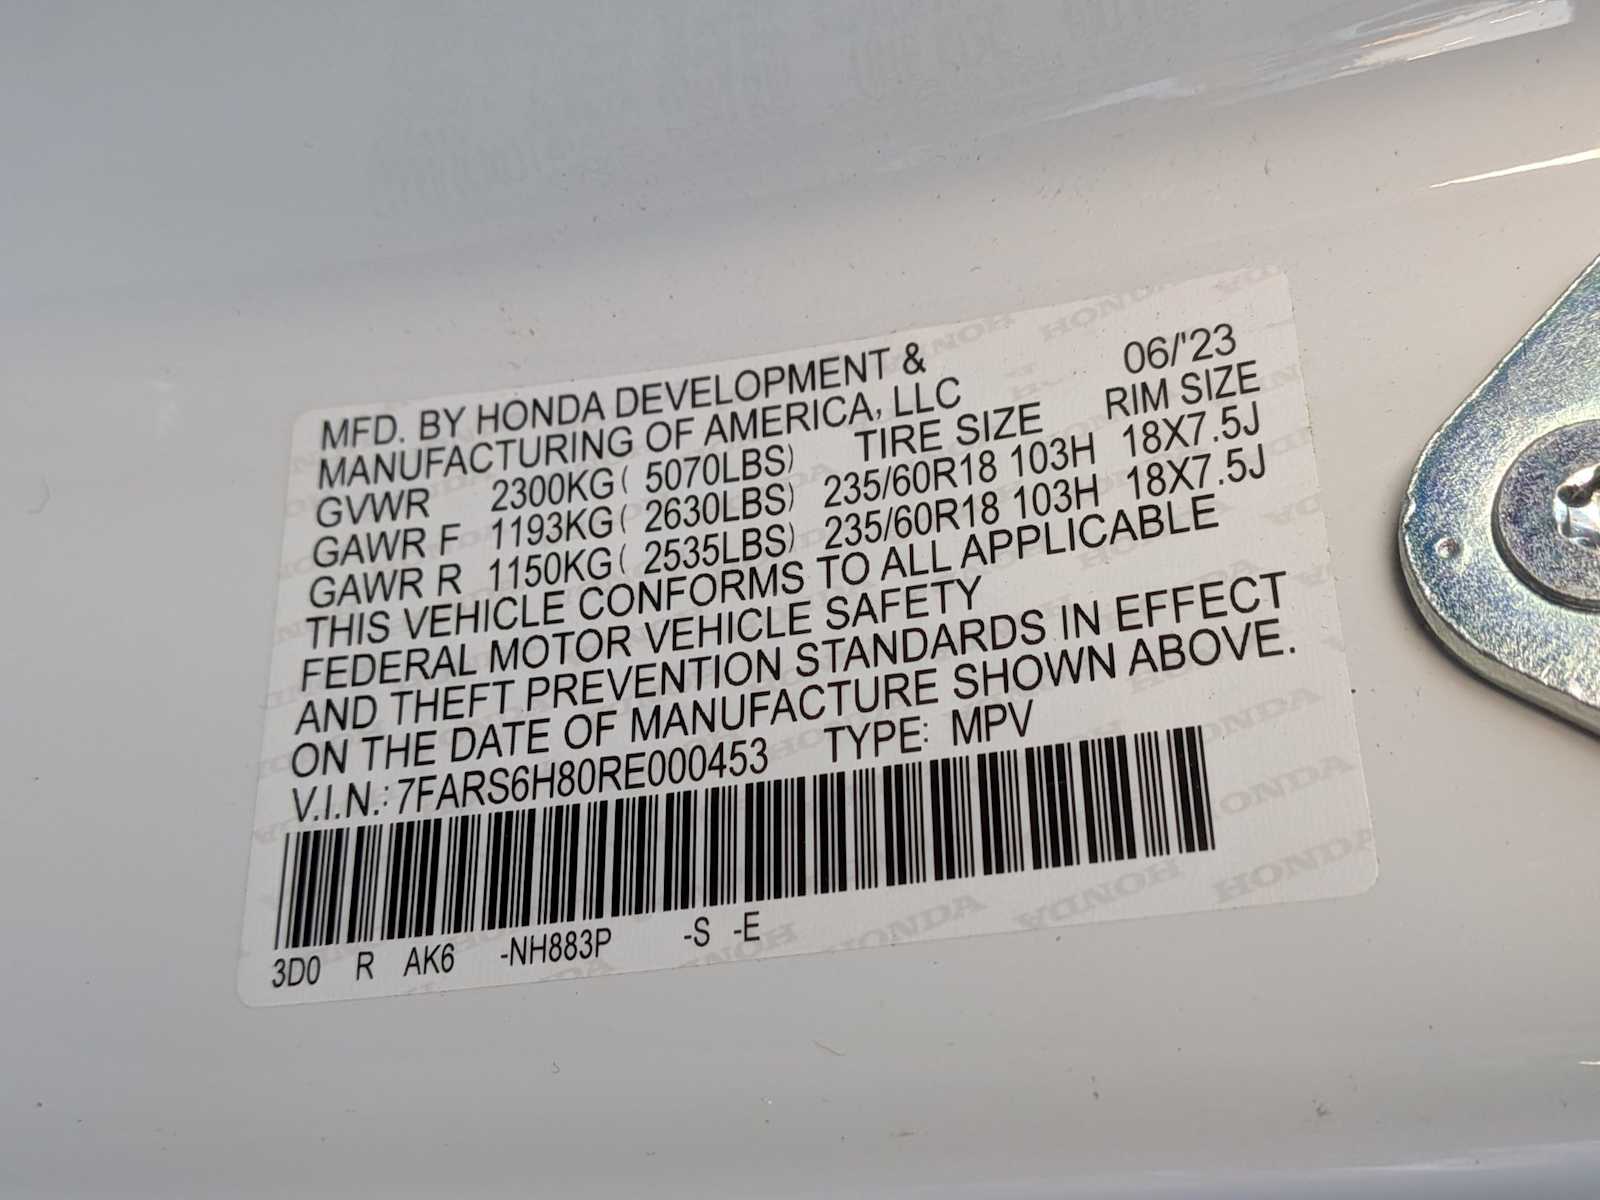 MFD. BY HONDA DEVELOPMENT & 06/'23
MANUFACTURING OF AMERICA, LLC
TIRE SIZE RIM SIZE
GVWR 2300KG( 5070LBS)
GAWR F 1193KG( 2630LBS) 235/60R18 103H 18X7.5J
GAWR R 1150KG( 2535LBS) 235/60R18 103H 18X7.5J
THIS VEHICLE CONFORMS TO ALL APPLICABLE
FEDERAL MOTOR VEHICLE SAFETY
AND THEFT PREVENTION STANDARDS IN EFFECT
ON THE DATE OF MANUFACTURE SHOWN ABOVE.
V.I.N.: 7FARS6H80RE000453 TYPE: MPV
3D0 R AK6 -NH883P -S -E
HONDA